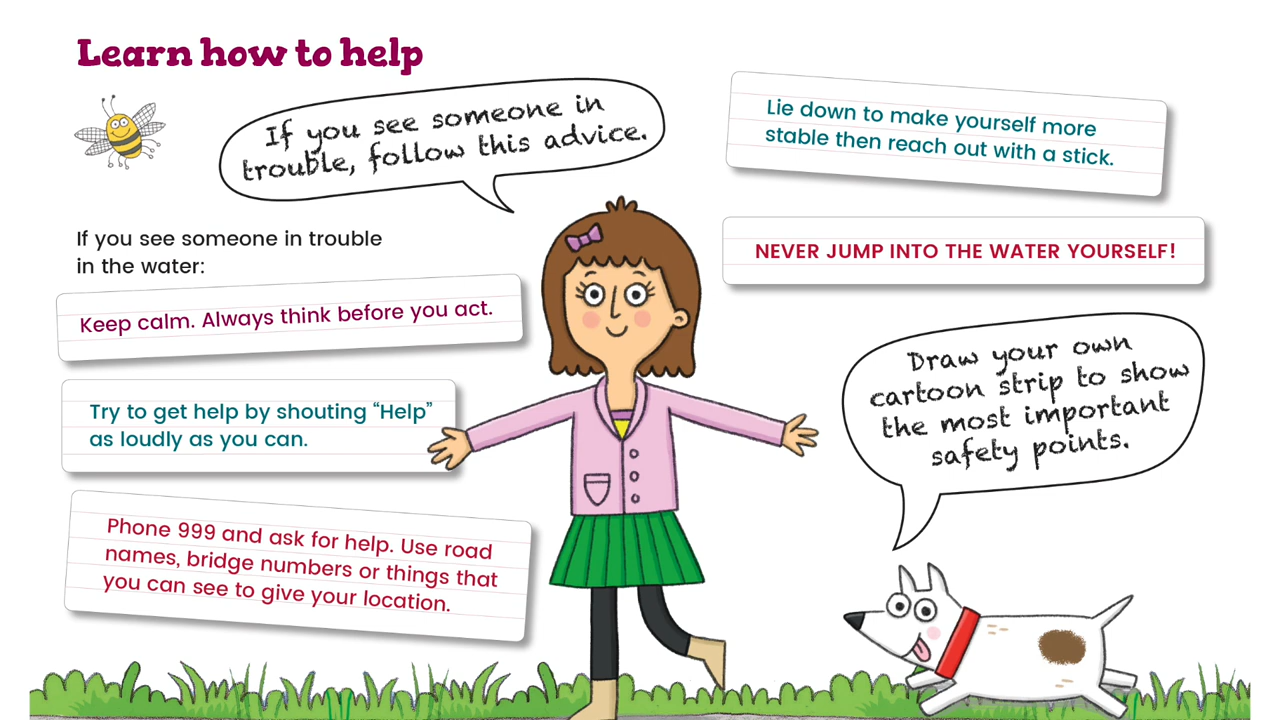 Learn how to help
If you see someone in
trouble, follow this advice.
If you see someone in trouble
in the water:
Keep calm. Always think before you act.
Try to get help by shouting “Help”
as loudly as you can.
Phone 999 and ask for help. Use road
names, bridge numbers or things that
you can see to give your location.
Lie down to make yourself more
stable then reach out with a stick.
NEVER JUMP INTO THE WATER YOURSELF!
Draw your own
cartoon strip to show
the most important
safety points.